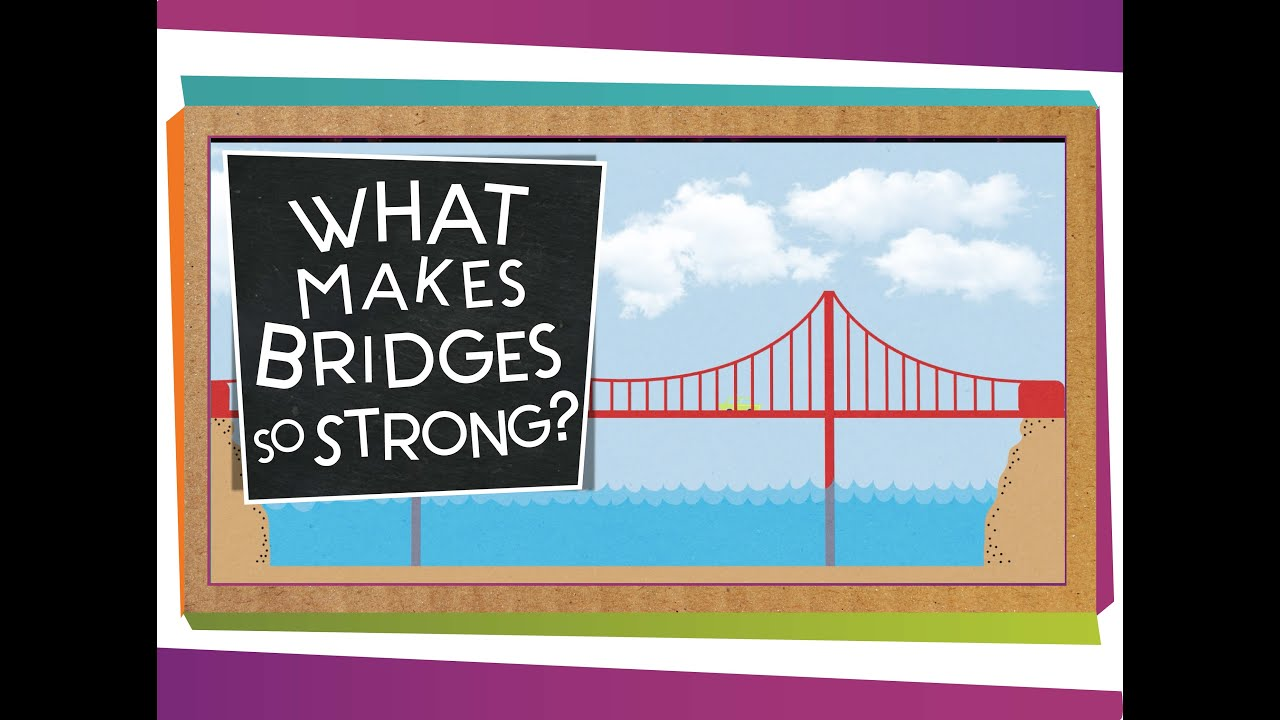 WHAT
MAKES
BRIDGES
SO STRONG?